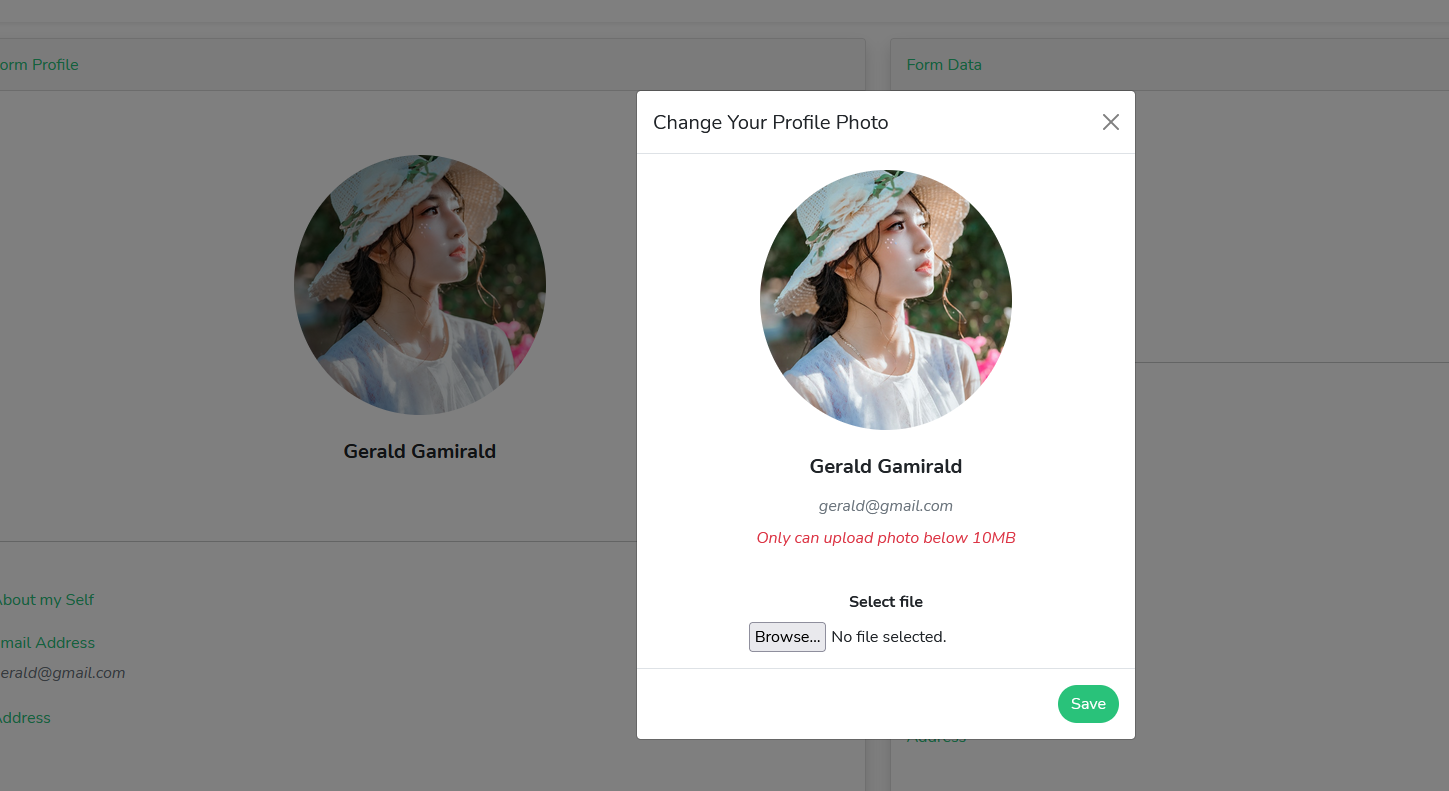 orm Profile
Form Data
Change Your Profile Photo
Gerald Gamirald
Gerald Gamirald
gerald@gmail.com
Only can upload photo below 10MB
Select file
Browse... No file selected.
Save
About my Self
mail Address
erald@gmail.com
Address
Address